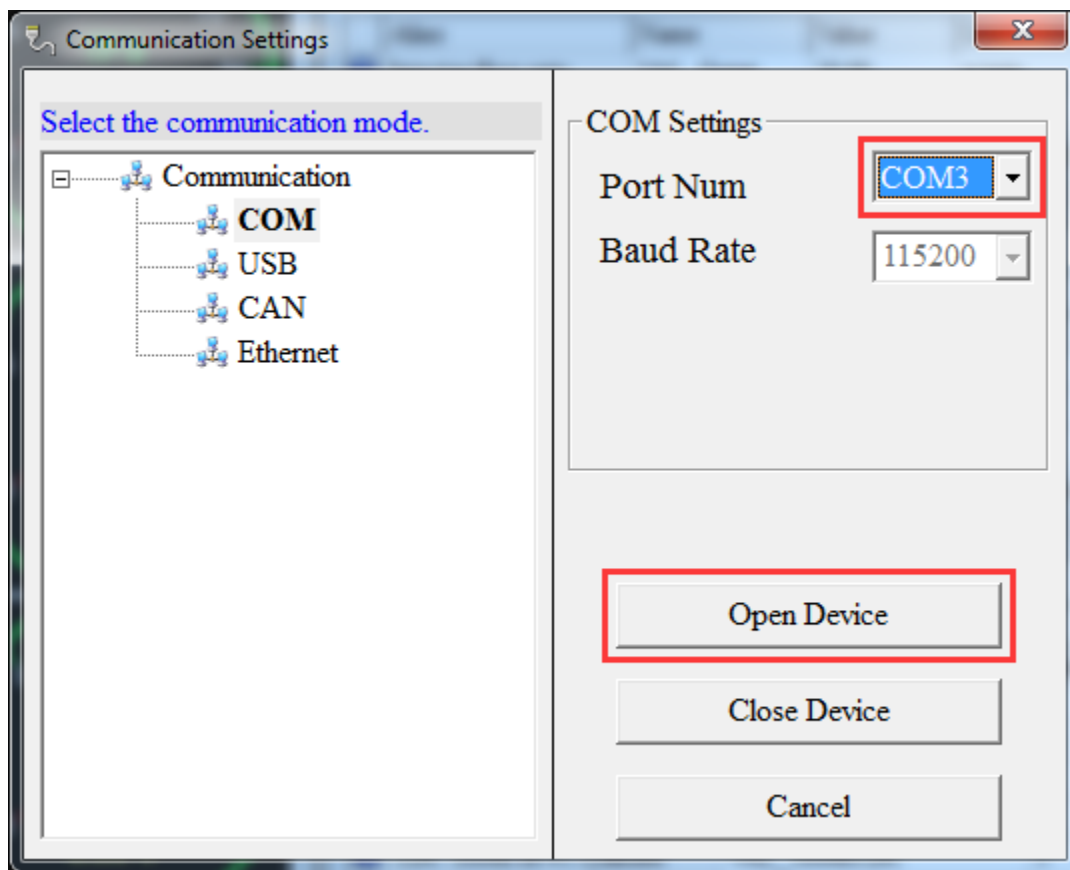 Communication Settings
Select the communication mode.
Communication
COM
USB
CAN
Ethernet
COM Settings
Port Num
COM3
Baud Rate
115200
Open Device
Close Device
Cancel